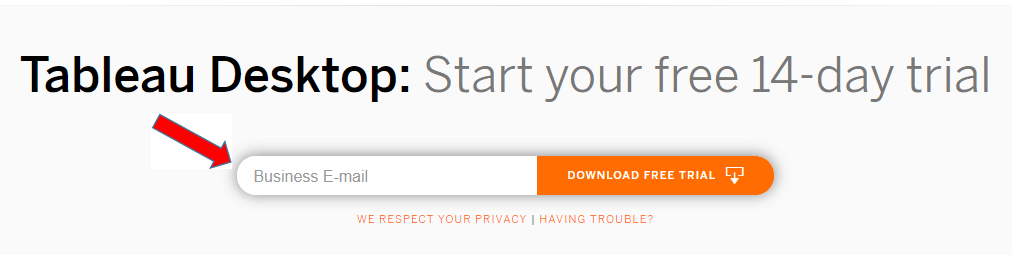 Tableau Desktop: Start your free 14-day trial
Business E-mail
DOWNLOAD FREE TRIAL
WE RESPECT YOUR PRIVACY | HAVING TROUBLE?